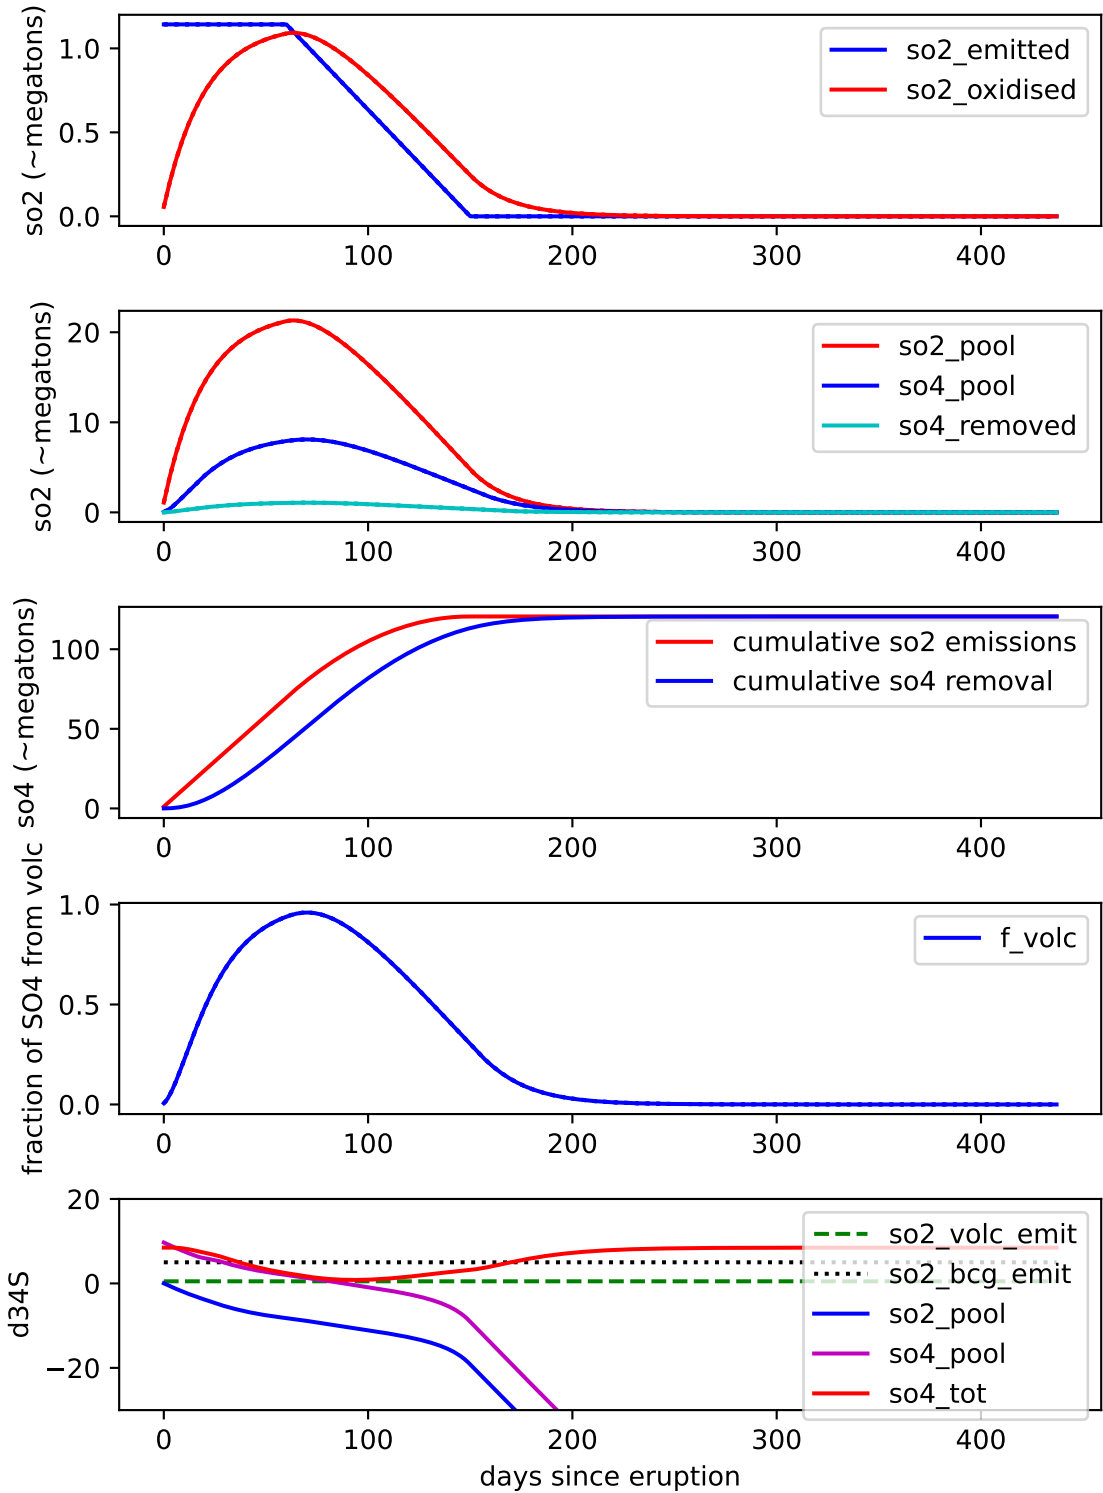 so2 (~megatons)
1.0
0.5
0.0
so2_emitted
so2_oxidised
0 100 200 300 400
so2 (~megatons)
20
10
0
so2_pool
so4_pool
so4_removed
0 100 200 300 400
so4 (~megatons)
100
50
0
cumulative so2 emissions
cumulative so4 removal
0 100 200 300 400
fraction of SO4 from volc
1.0
0.5
0.0
f_volc
0 100 200 300 400
d34S
20
0
−20
so2_volc_emit
so2_bcg_emit
so2_pool
so4_pool
so4_tot
0 100 200 300 400
days since eruption